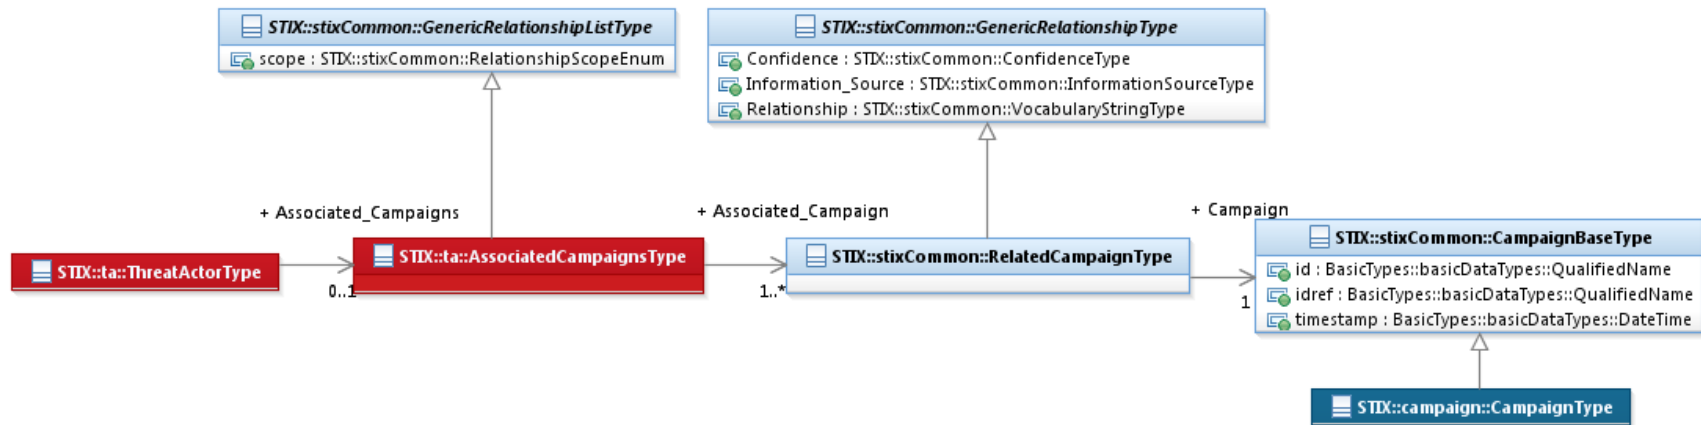 STIX::stixCommon::GenericRelationshipListType
scope : STIX::stixCommon::RelationshipScopeEnum
STIX::stixCommon::GenericRelationshipType
Confidence : STIX::stixCommon::ConfidenceType
Information_Source : STIX::stixCommon::InformationSourceType
Relationship : STIX::stixCommon::VocabularyStringType
+ Associated_Campaigns
+ Associated_Campaign
+ Campaign
STIX::ta::ThreatActorType
0..1
STIX::ta::AssociatedCampaignsType
1..*
STIX::stixCommon::RelatedCampaignType
1
STIX::stixCommon::CampaignBaseType
id : BasicTypes::basicDataTypes::QualifiedName
idref : BasicTypes::basicDataTypes::QualifiedName
timestamp : BasicTypes::basicDataTypes::DateTime
STIX::campaign::CampaignType